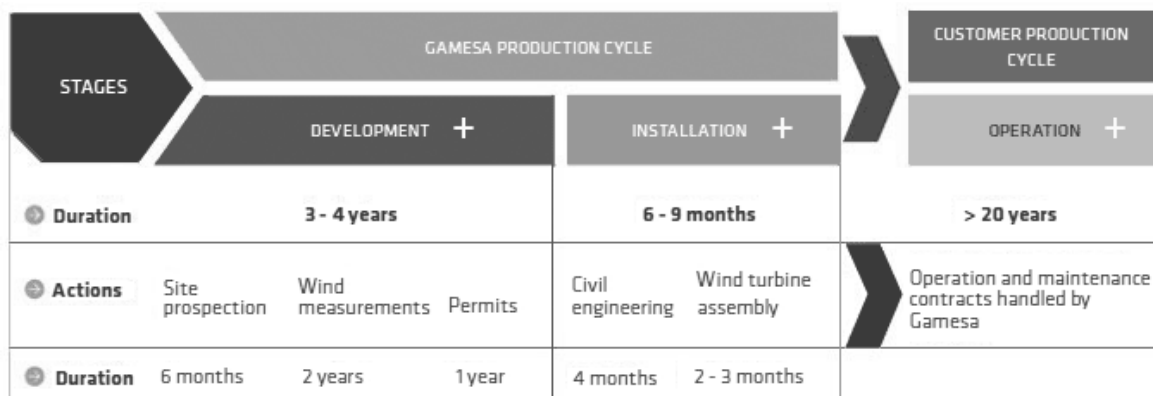 STAGES
GAMESA PRODUCTION CYCLE
CUSTOMER PRODUCTION
CYCLE
DEVELOPMENT +
INSTALLATION +
OPERATION +
Duration
3 - 4 years
6 - 9 months
> 20 years
Actions
Site
prospection
Wind
measurements
Permits
Civil
engineering
Wind turbine
assembly
Operation and maintenance
contracts handled by
Gamesa
Duration
6 months
2 years
1 year
4 months
2 - 3 months